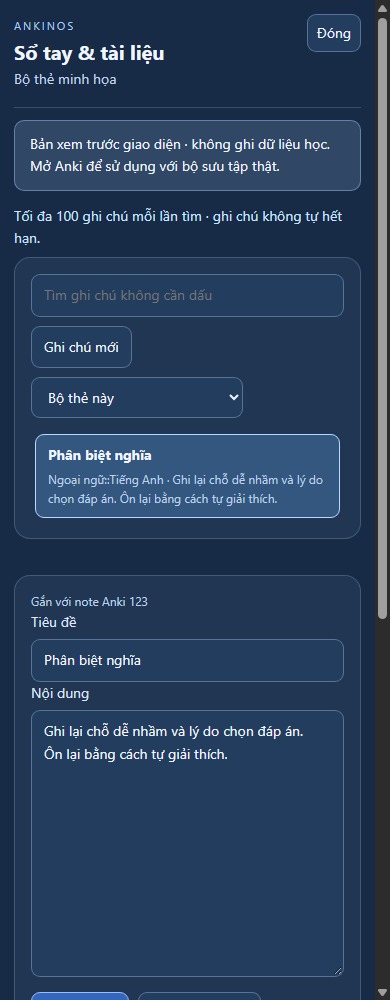 ANKINOS
Sổ tay & tài liệu
Đóng
Bộ thẻ minh họa
Bản xem trước giao diện · không ghi dữ liệu học.
Mở Anki để sử dụng với bộ sưu tập thật.
Tối đa 100 ghi chú mỗi lần tìm · ghi chú không tự hết
hạn.
Tìm ghi chú không cần dấu
Ghi chú mới
Bộ thẻ này
Phân biệt nghĩa
Ngoại ngữ::Tiếng Anh · Ghi lại chỗ dễ nhầm và lý do
chọn đáp án. Ôn lại bằng cách tự giải thích.
Gắn với note Anki 123
Tiêu đề
Phân biệt nghĩa
Nội dung
Ghi lại chỗ dễ nhầm và lý do chọn đáp án.
Ôn lại bằng cách tự giải thích.